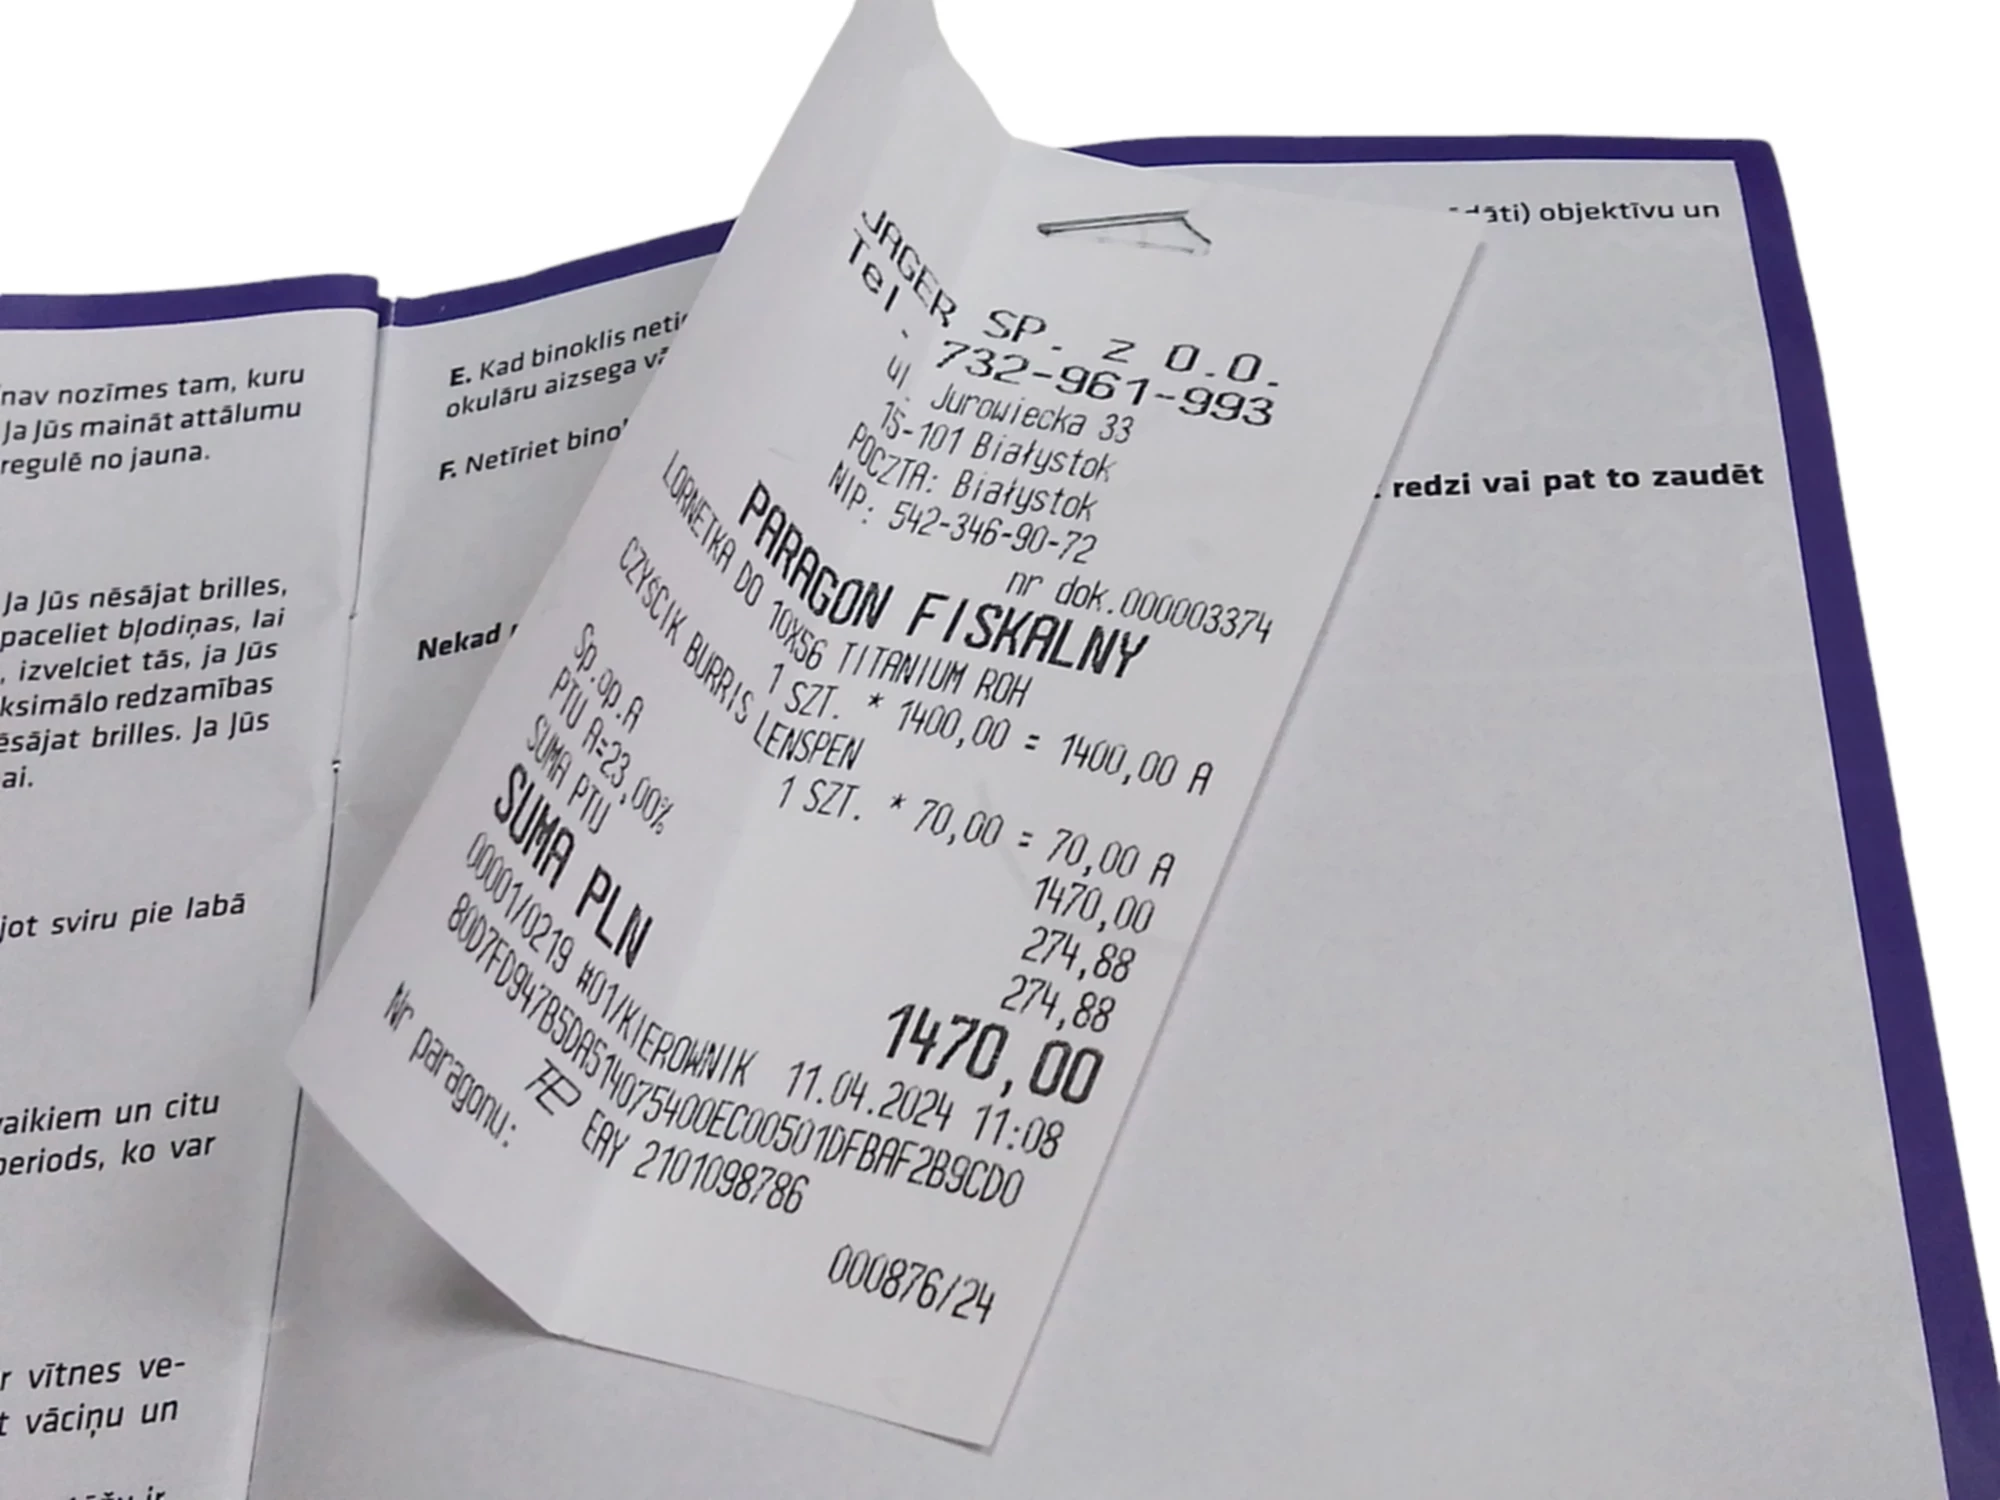 nav nozīmes tam, kuru
Ja Jūs maināt attālumu
regulē no jauna.
Ja Jūs nēsājat brilles,
paceliet bļodiņas, lai
, izvelciet tās, ja Jūs
ksimālo redzamības
ēsājat brilles. Ja Jūs
ai.
jot sviru pie labā
vaikiem un citu
periods, ko var
r vītnes ve-
t vāciņu un
E. Kad binoklis
okulāru aizsega
F. Netīriet
Nekad
objektīvu un
redzi vai pat to zaudēt
JAGER SP. Z O.O.
Tel. 732-961-993
ul. Jurowiecka 33
15-101 Białystok
POCZTA: Białystok
NIP: 542-346-90-72
nr dok.000003374
PARAGON FISKALNY
LORNETKA DO 10X56 TITANIUM ROH
1 SZT. * 1400,00 = 1400,00 A
CZYŚCIK BURRIS LENSPEN
1 SZT. * 70,00 = 70,00 A
Sp.op.A 1470,00
PTU A=23,00% 274,88
SUMA PTU 274,88
SUMA PLN 1470,00
00001/0219 #01/KIEROWNIK 11.04.2024 11:08
80D7FD947B5DA514075400EC00501DFBAF2B9CD0
EAY 2101098786
Nr paragonu: 000876/24